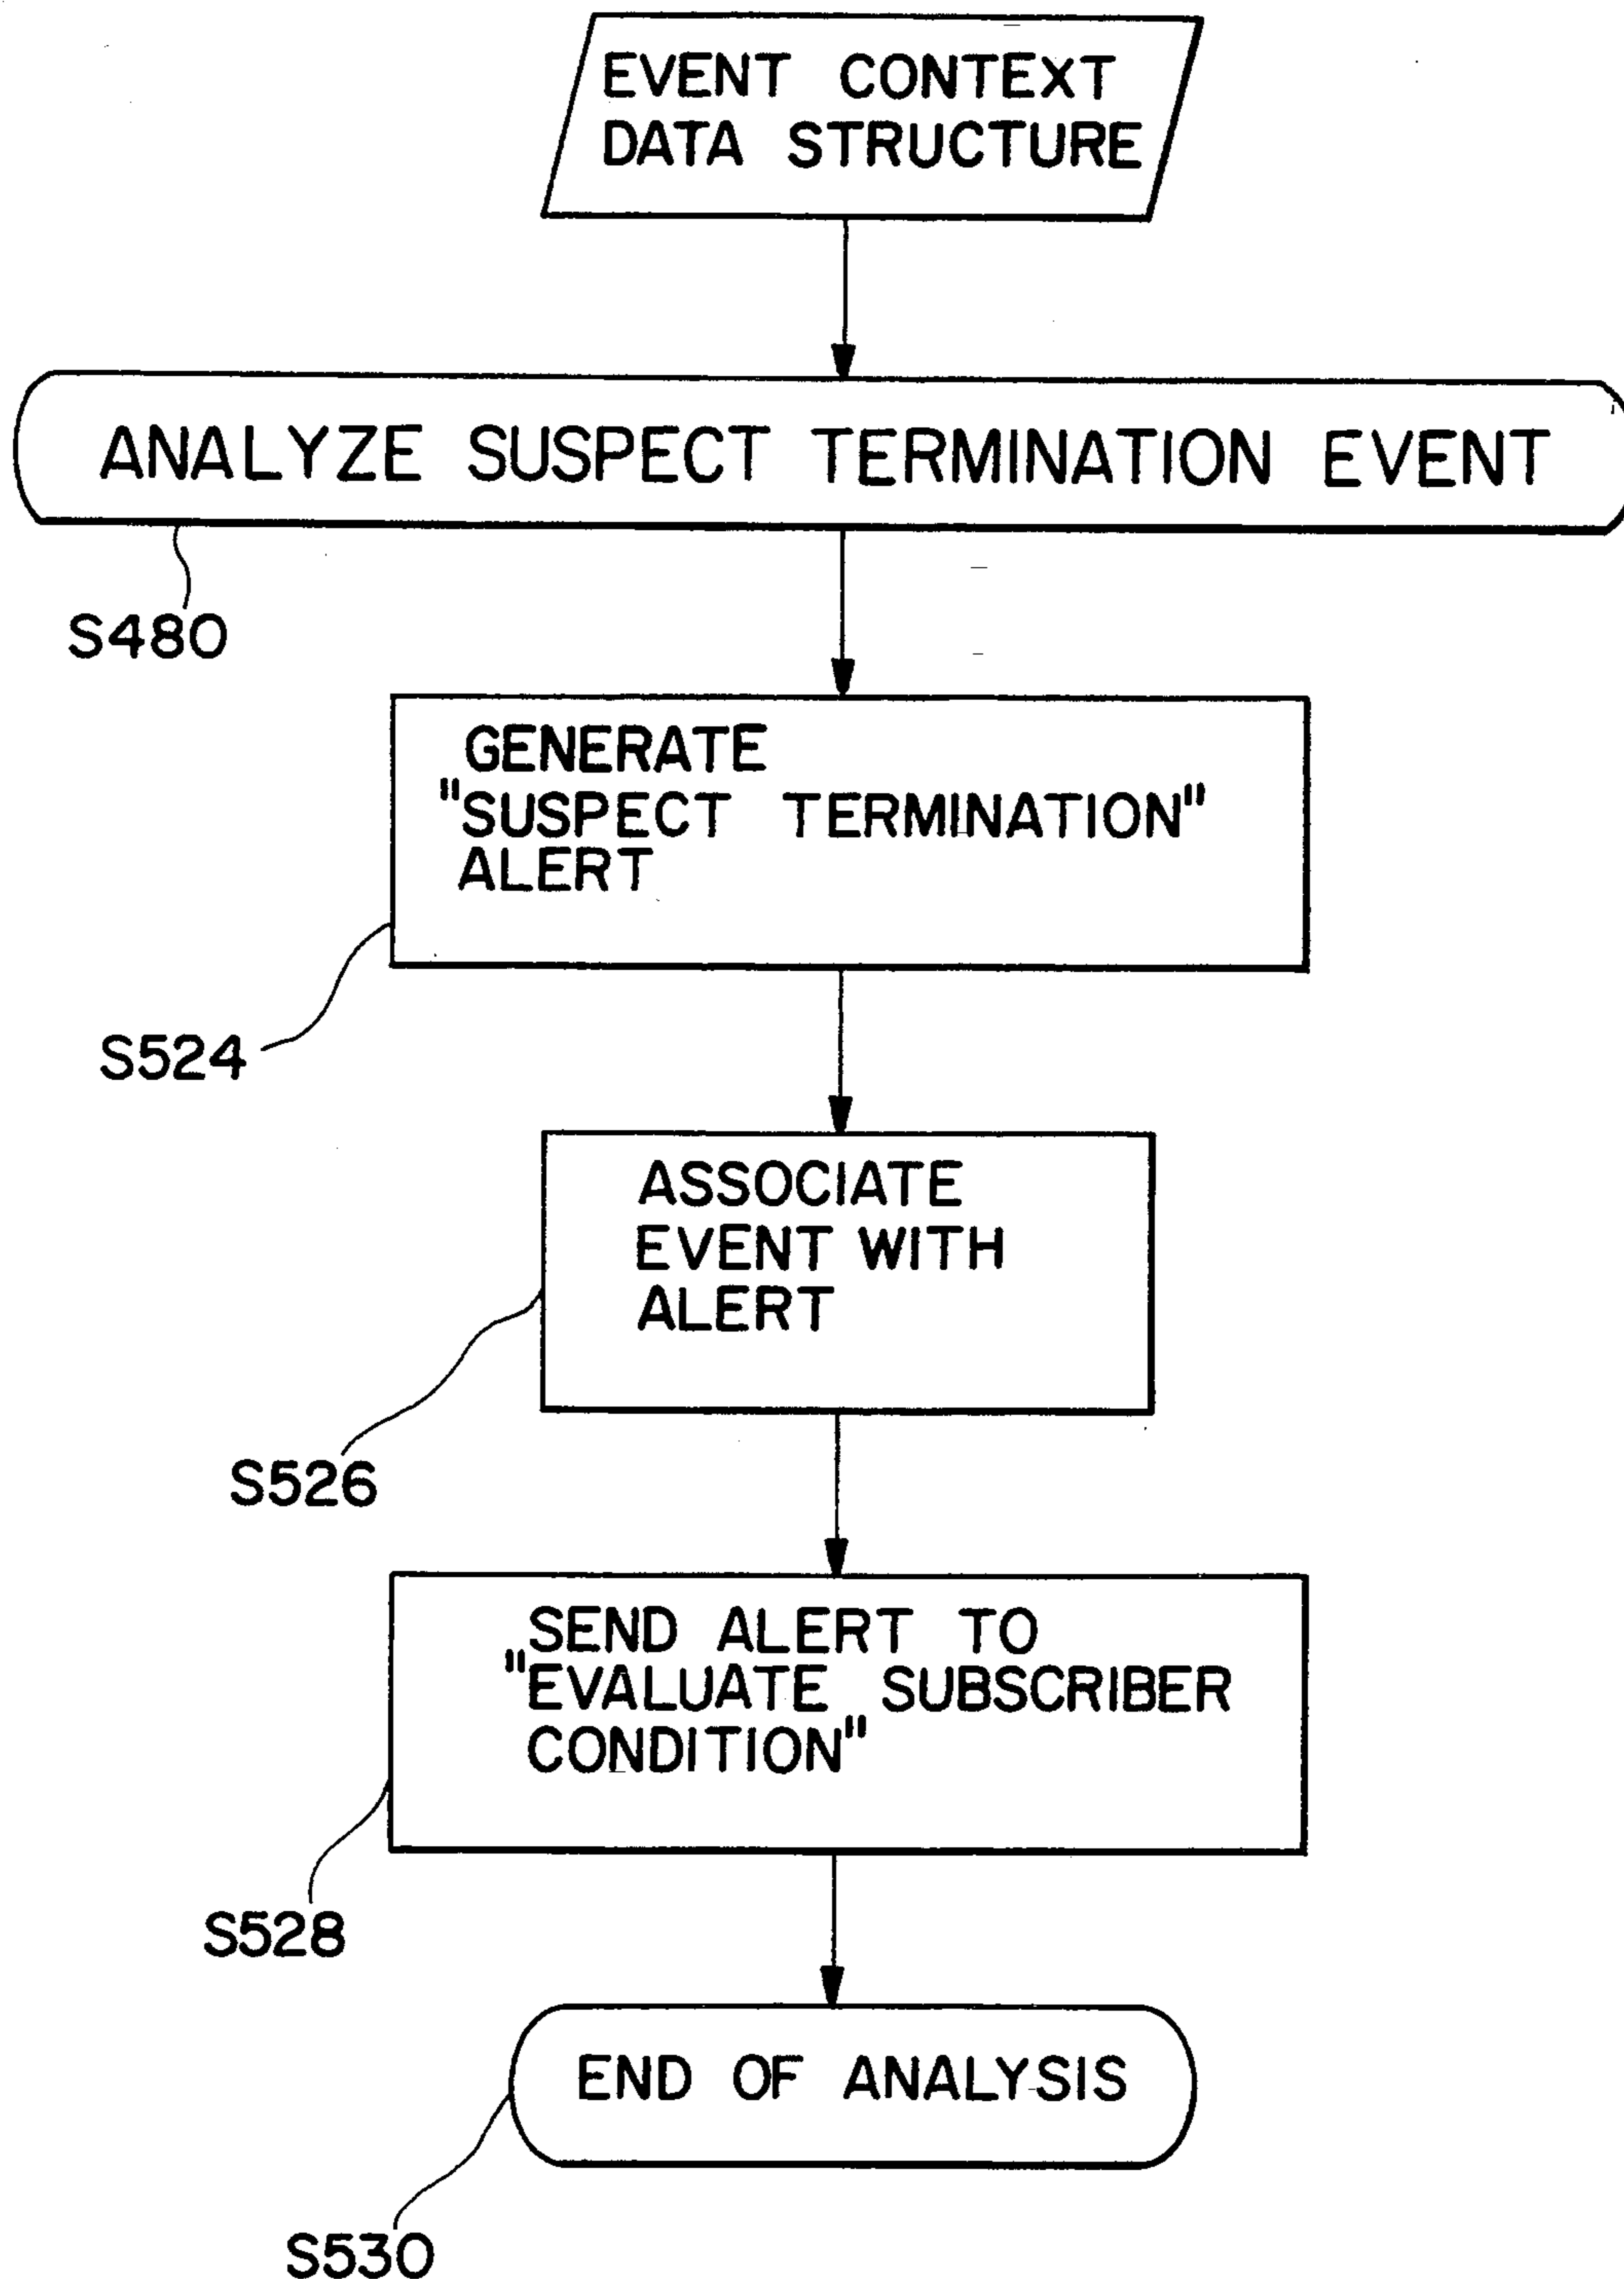 EVENT CONTEXT
DATA STRUCTURE
ANALYZE SUSPECT TERMINATION EVENT
S480
GENERATE
"SUSPECT TERMINATION"
ALERT
S524
ASSOCIATE
EVENT WITH
ALERT
S526
SEND ALERT TO
"EVALUATE SUBSCRIBER
CONDITION"
S528
END OF ANALYSIS
S530